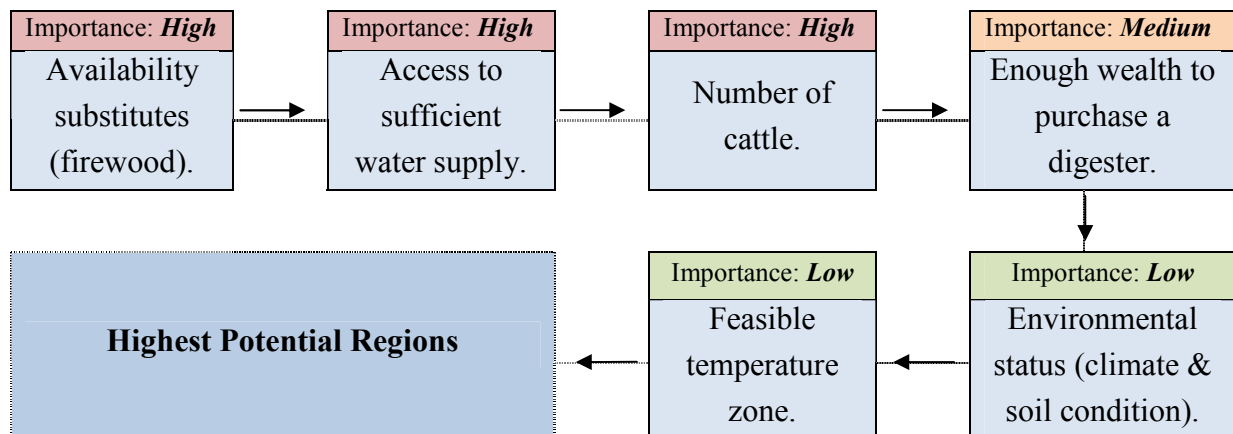 Importance: High
Availability
substitutes
(firewood).
Importance: High
Access to
sufficient
water supply.
Importance: High
Number of
cattle.
Importance: Medium
Enough wealth to
purchase a
digester.
Importance: Low
Environmental
status (climate &
soil condition).
Importance: Low
Feasible
temperature
zone.
Highest Potential Regions